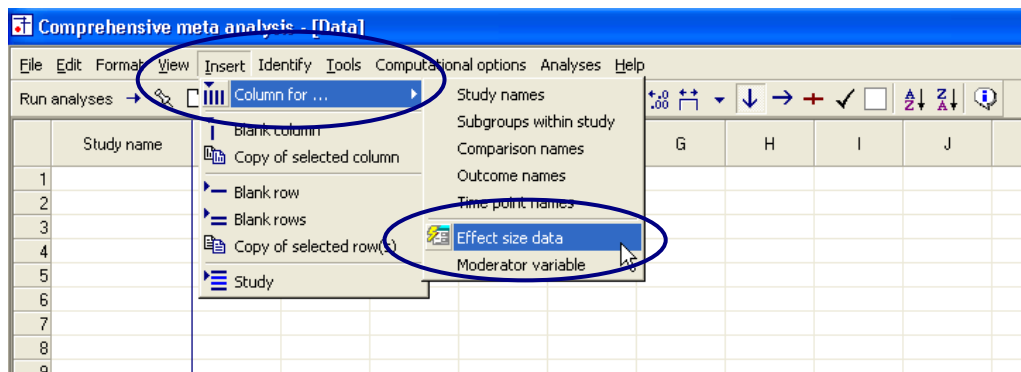 Comprehensive meta analysis - [Data]
File Edit Format View Insert Identify Tools Computational options Analyses Help
Run analyses
Column for ...
Blank column
Copy of selected column
Blank row
Blank rows
Copy of selected row(s)
Study
Study names
Subgroups within study
Comparison names
Outcome names
Time point names
Effect size data
Moderator variable
Study name G H I J
1
2
3
4
5
6
7
8
9